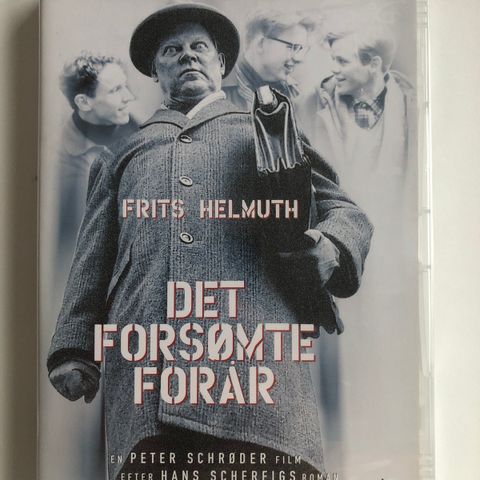 FRITS HELMUTH
DET
FORSØMTE
FORÅR
EN PETER SCHRØDER FILM
EFTER HANS SCHERFIGS ROMAN